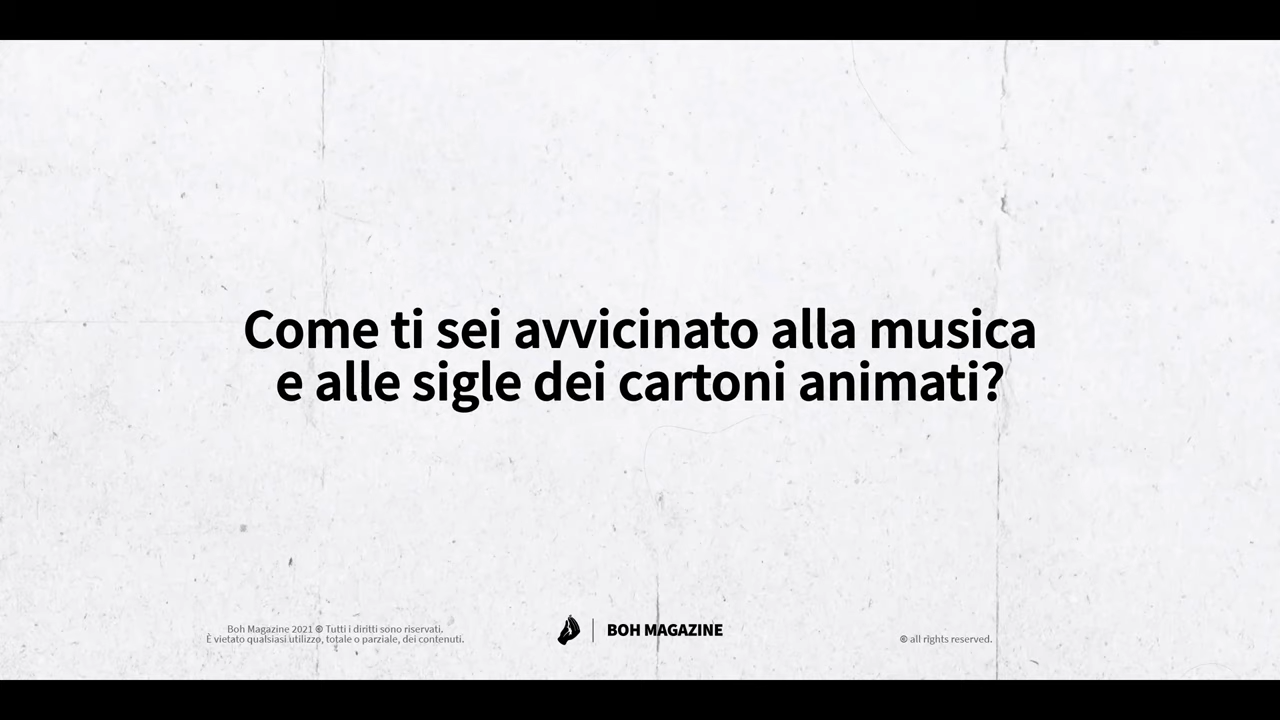 Come ti sei avvicinato alla musica
e alle sigle dei cartoni animati?
Boh Magazine 2021 © Tutti i diritti sono riservati.
È vietato qualsiasi utilizzo, totale o parziale, dei contenuti.
BOH MAGAZINE
© all rights reserved.